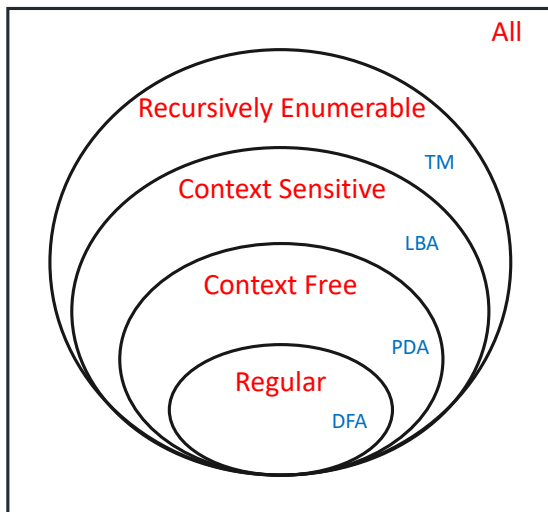 All
Recursively Enumerable
TM
Context Sensitive
LBA
Context Free
PDA
Regular
DFA